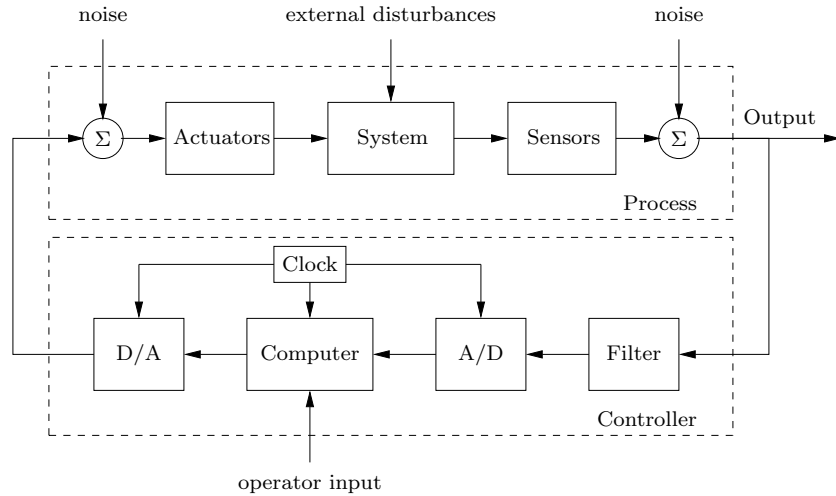 noise
external disturbances
noise
Σ
Actuators
System
Sensors
Σ
Output
Process
Clock
D/A
Computer
A/D
Filter
Controller
operator input